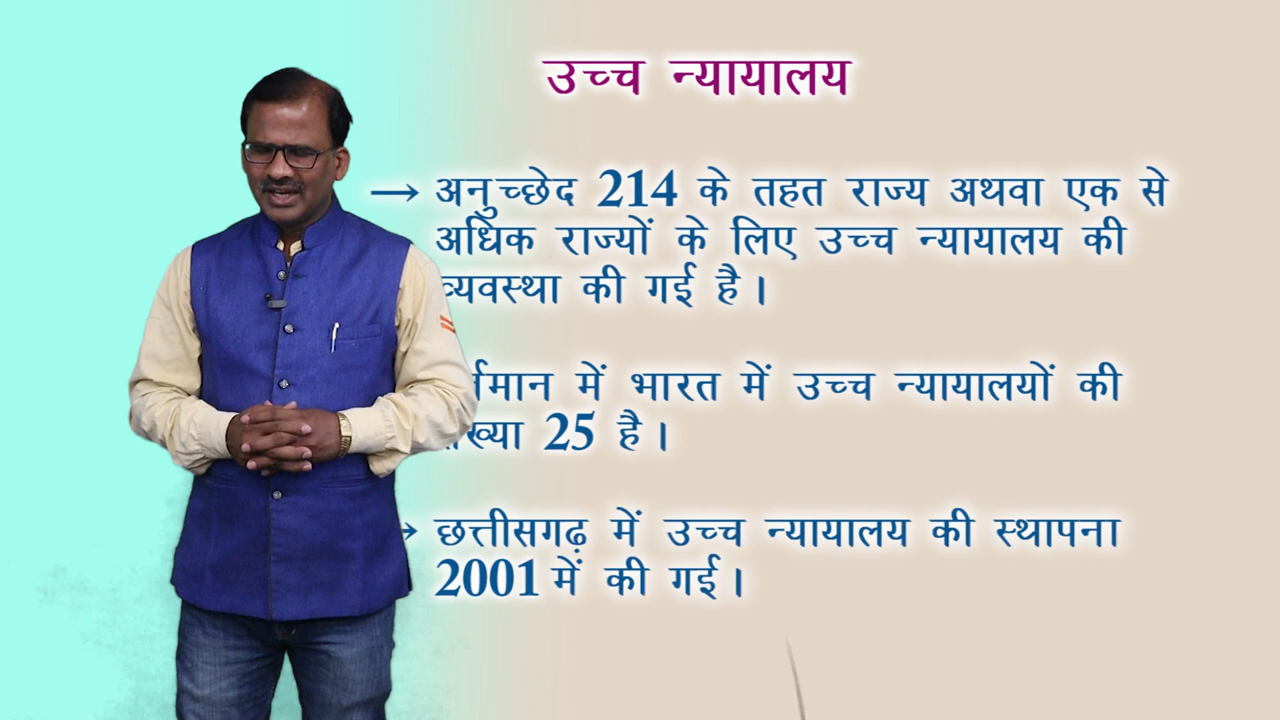 उच्च न्यायालय
→ अनुच्छेद 214 के तहत राज्य अथवा एक से
अधिक राज्यों के लिए उच्च न्यायालय की
व्यवस्था की गई है।
में भारत में उच्च न्यायालयों की
25 है।
→ छत्तीसगढ़ में उच्च न्यायालय की स्थापना
2001 में की गई।